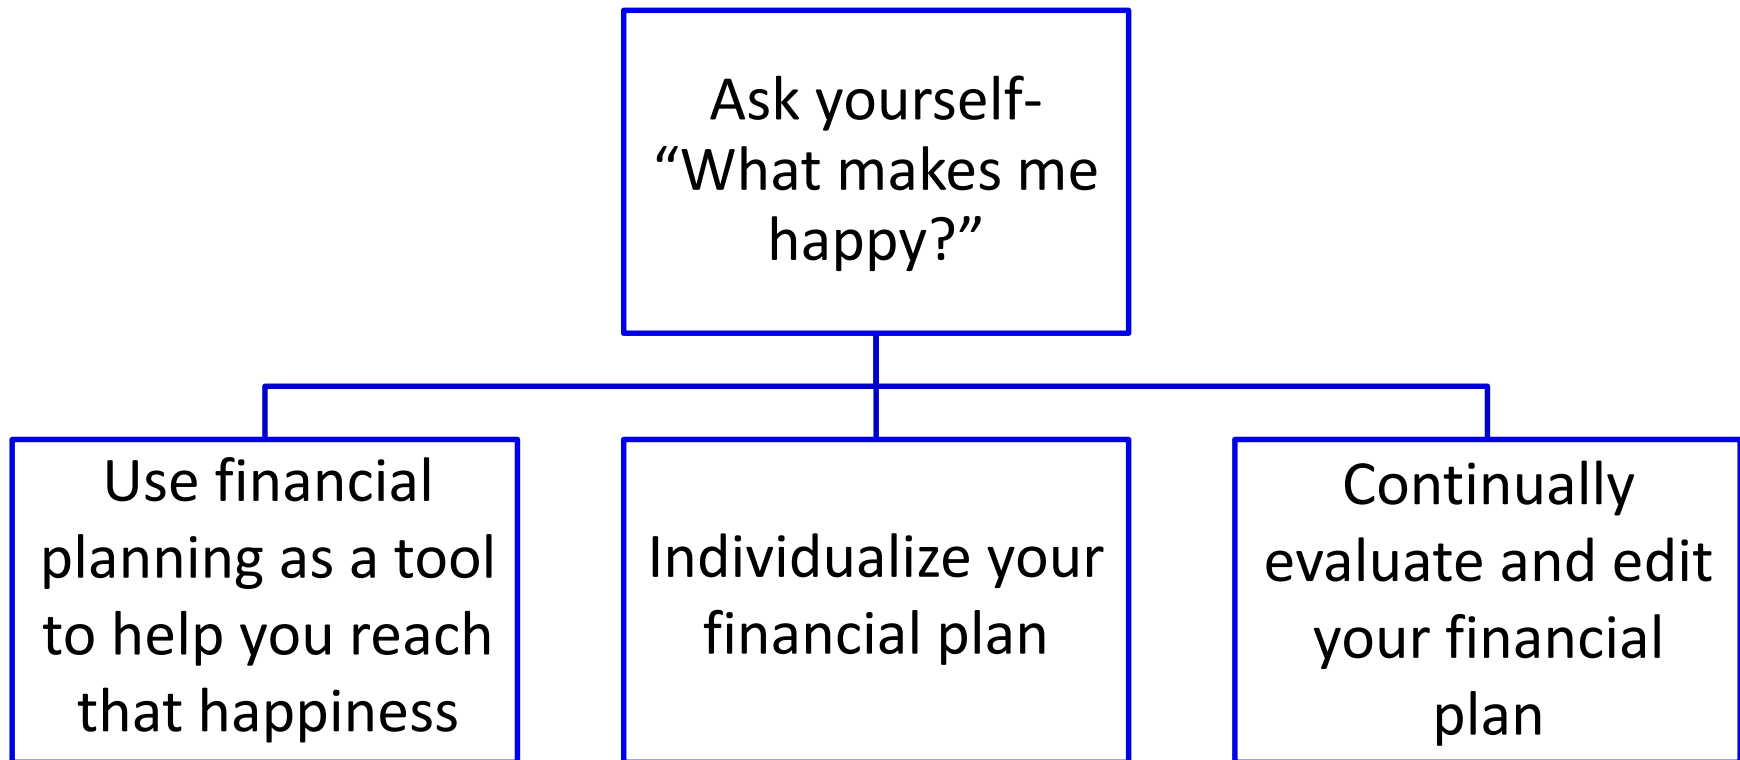 Ask yourself-
“What makes me
happy?”
Use financial
planning as a tool
to help you reach
that happiness
Individualize your
financial plan
Continually
evaluate and edit
your financial
plan